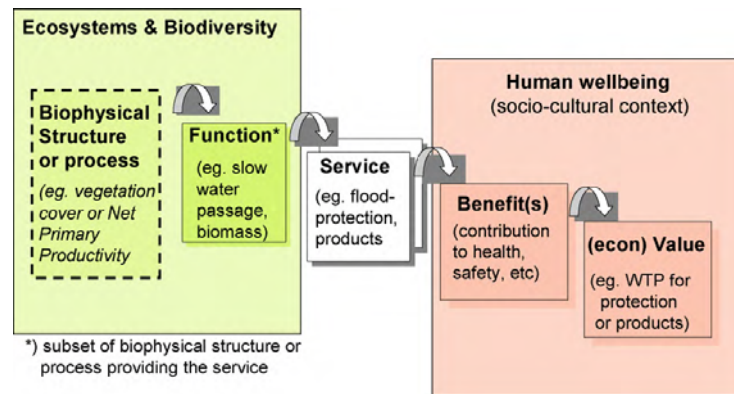 Ecosystems & Biodiversity
Biophysical
Structure
or process
(eg. vegetation
cover or Net
Primary
Productivity
Function*
(eg. slow
water
passage,
biomass)
Service
(eg. flood-
protection,
products
Human wellbeing
(socio-cultural context)
Benefit(s)
(contribution
to health,
safety, etc)
(econ) Value
(eg. WTP for
protection
or products)
*) subset of biophysical structure or
process providing the service